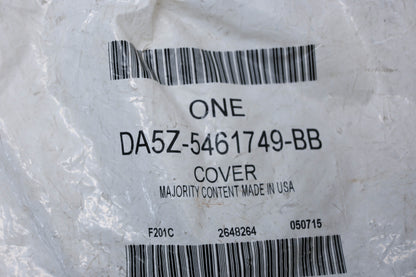 ONE
DA5Z-5461749-BB
COVER
MAJORITY CONTENT MADE IN USA
F201C 2648264 050715